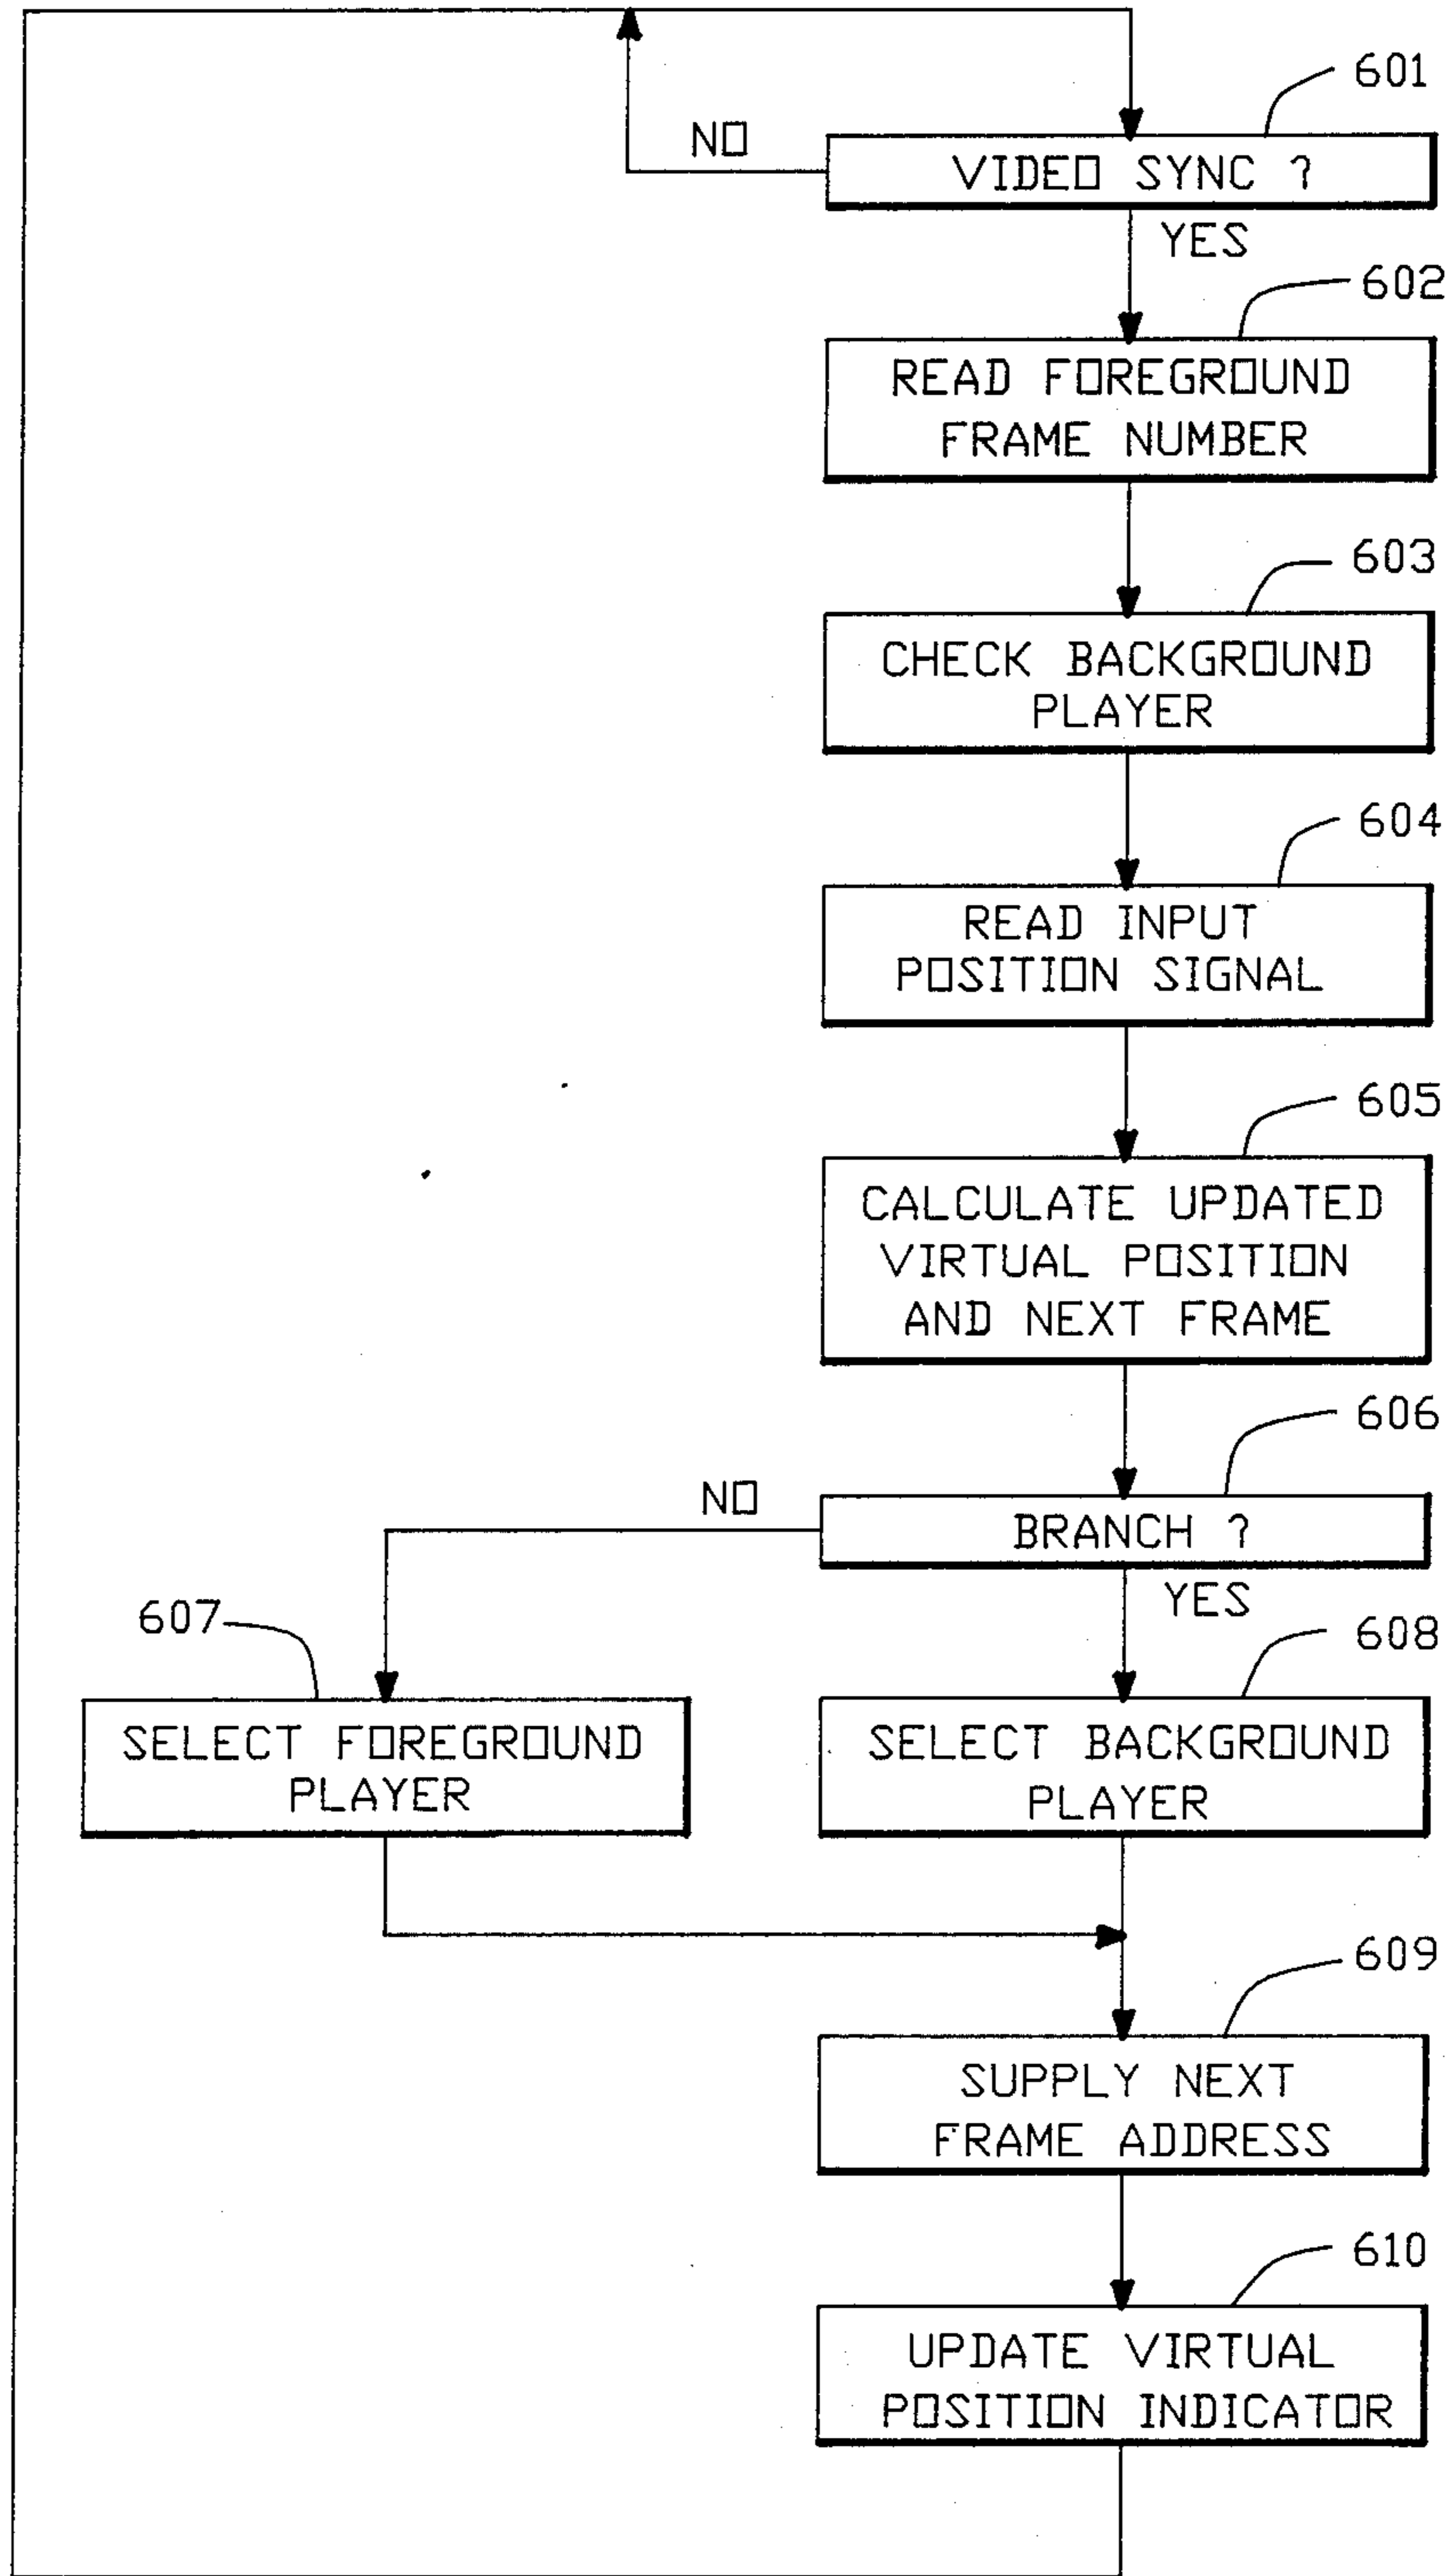 601
NO
VIDEO SYNC ?
YES
602
READ FOREGROUND
FRAME NUMBER
603
CHECK BACKGROUND
PLAYER
604
READ INPUT
POSITION SIGNAL
605
CALCULATE UPDATED
VIRTUAL POSITION
AND NEXT FRAME
606
NO
BRANCH ?
YES
607
608
SELECT FOREGROUND
PLAYER
SELECT BACKGROUND
PLAYER
609
SUPPLY NEXT
FRAME ADDRESS
610
UPDATE VIRTUAL
POSITION INDICATOR